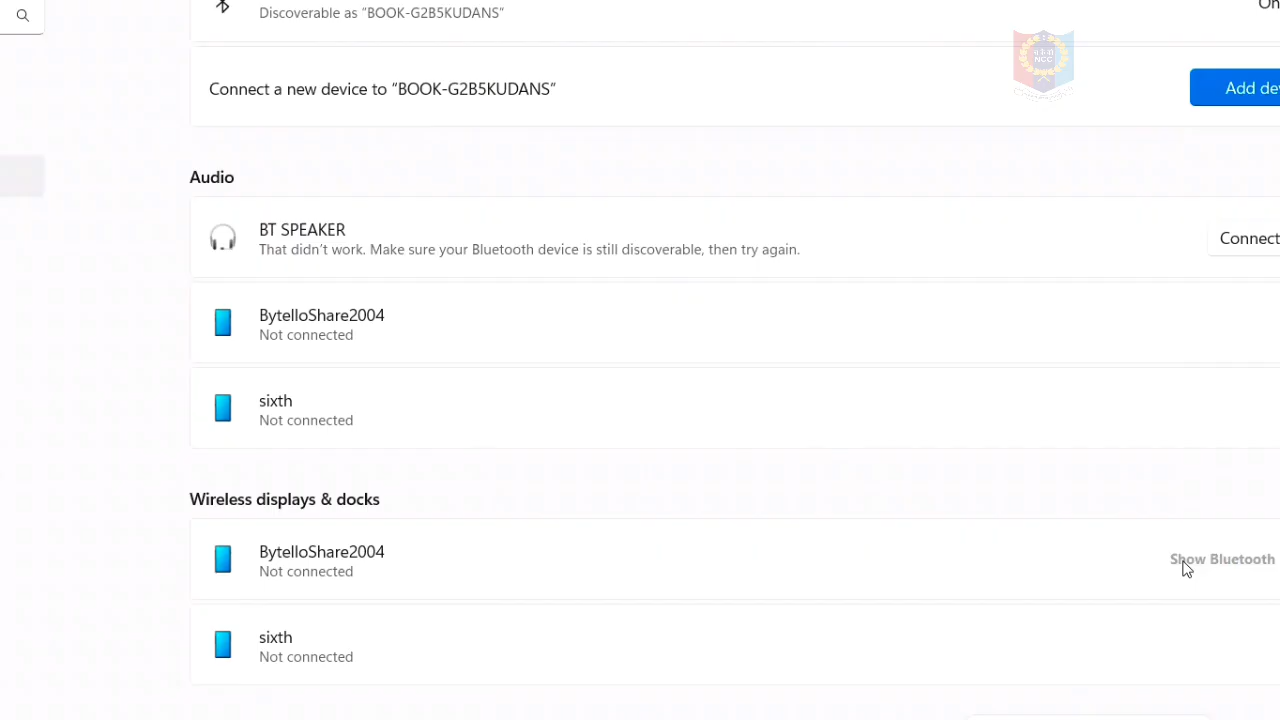 Discoverable as “BOOK-G2B5KUDANS”
On
Connect a new device to “BOOK-G2B5KUDANS”
Add de
NCC
Audio
BT SPEAKER
That didn’t work. Make sure your Bluetooth device is still discoverable, then try again.
Connect
BytelloShare2004
Not connected
sixth
Not connected
Wireless displays & docks
BytelloShare2004
Not connected
Show Bluetooth
sixth
Not connected